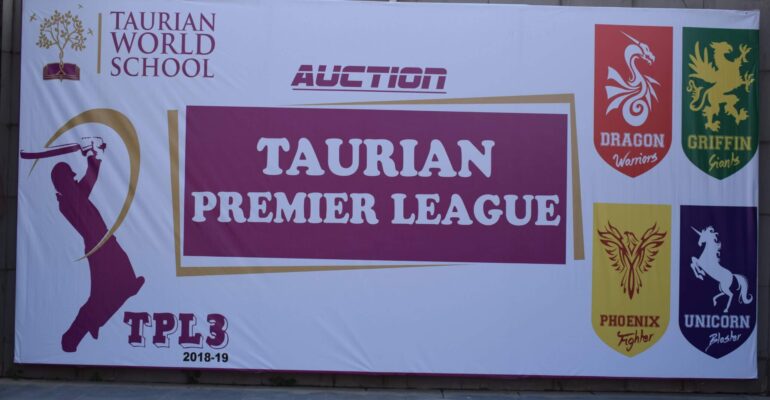 TAURIAN
WORLD
SCHOOL
AUCTION
TAURIAN
PREMIER LEAGUE
TPL3
2018-19
DRAGON
Warriors
GRIFFIN
Giants
PHOENIX
Fighter
UNICORN
Blaster